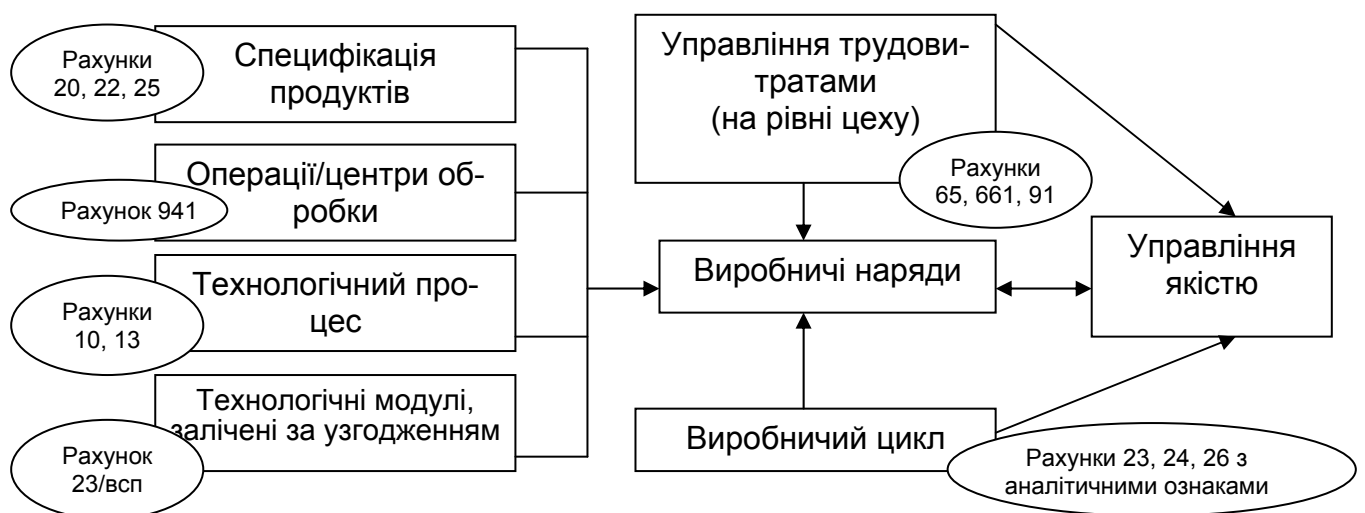 Рахунки
20, 22, 25
Специфікація
продуктів
Рахунок 941
Операції/центри об-
робки
Рахунки
10, 13
Технологічний про-
цес
Рахунок
23/всп
Технологічні модулі,
залічені за узгодженням
Управління трудови-
тратами
(на рівні цеху)
Рахунки
65, 661, 91
Виробничі наряди
Управління
якістю
Виробничий цикл
Рахунки 23, 24, 26 з
аналітичними ознаками